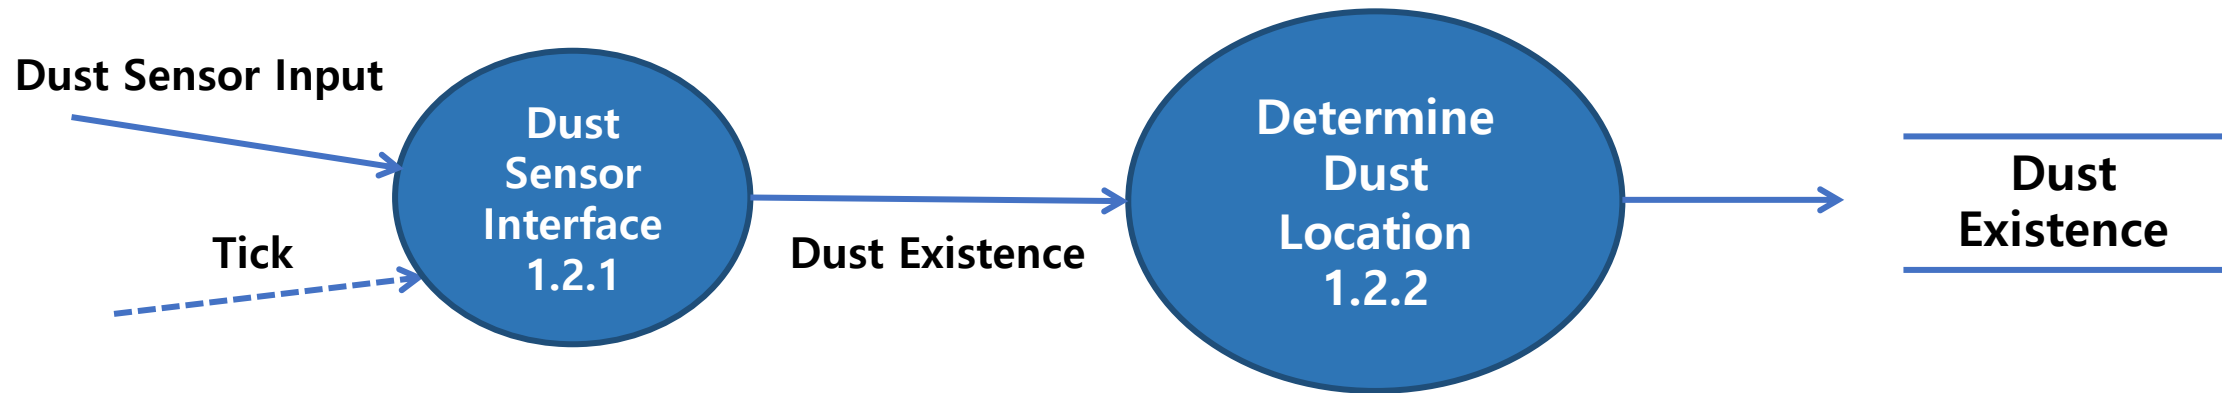 Dust Sensor Input
Tick
Dust
Sensor
Interface
1.2.1
Dust Existence
Determine
Dust
Location
1.2.2
Dust
Existence